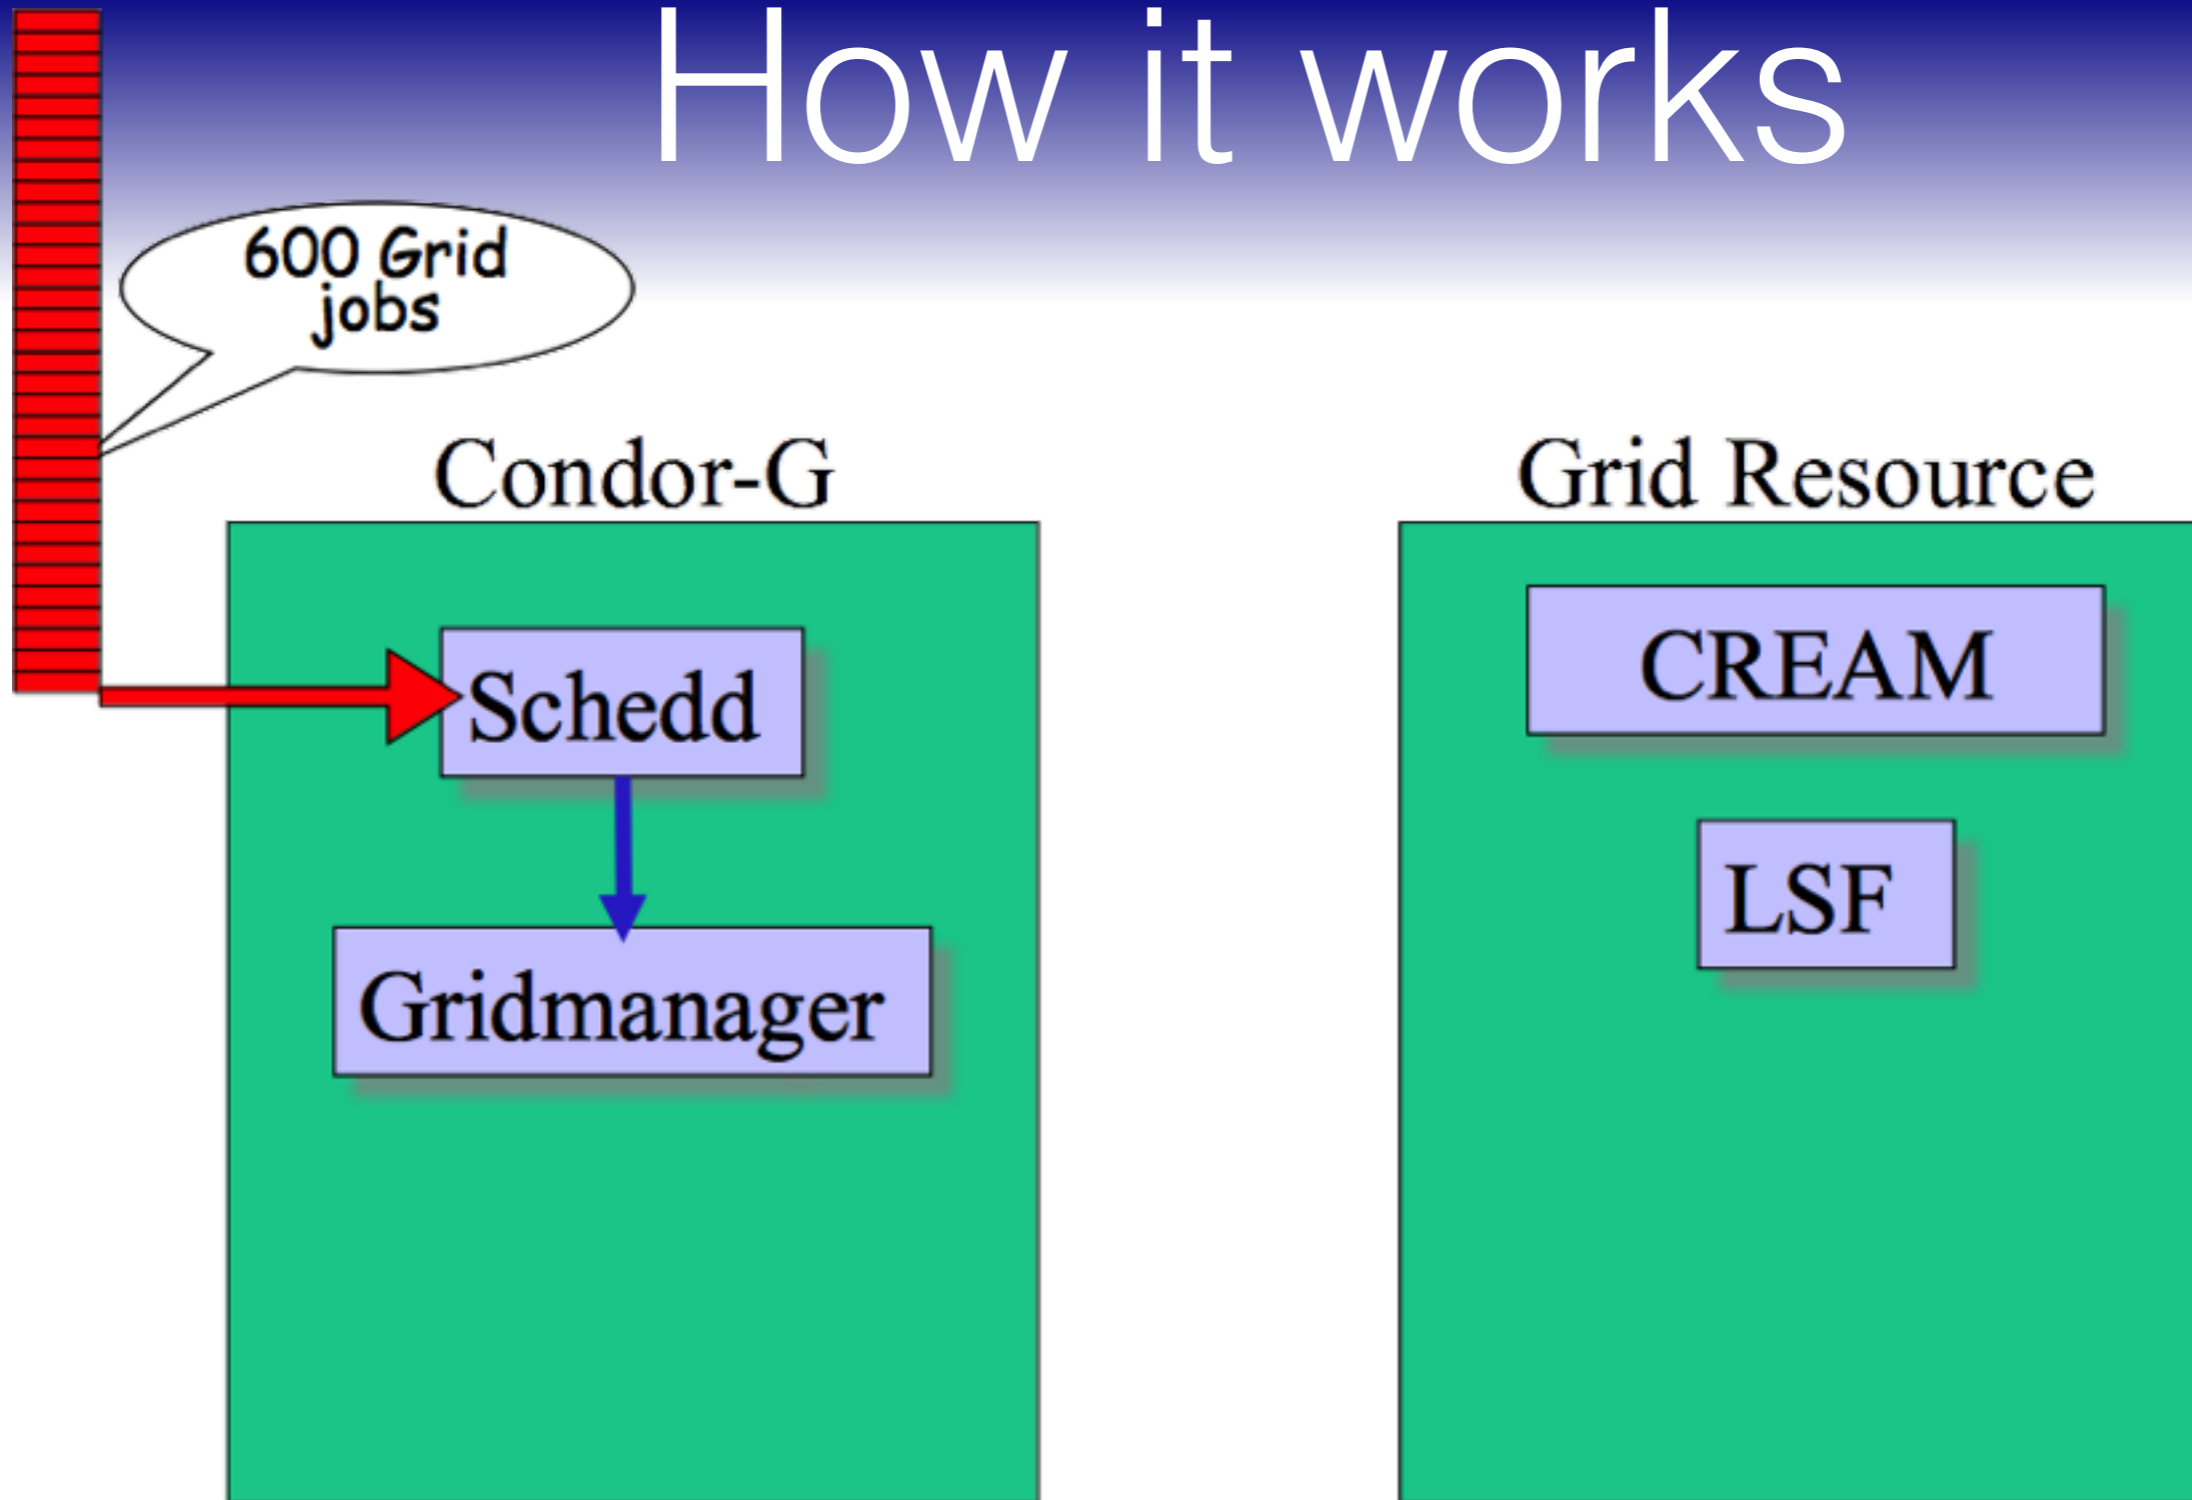 How it works
600 Grid
jobs
Condor-G
Grid Resource
Schedd
CREAM
LSF
Gridmanager